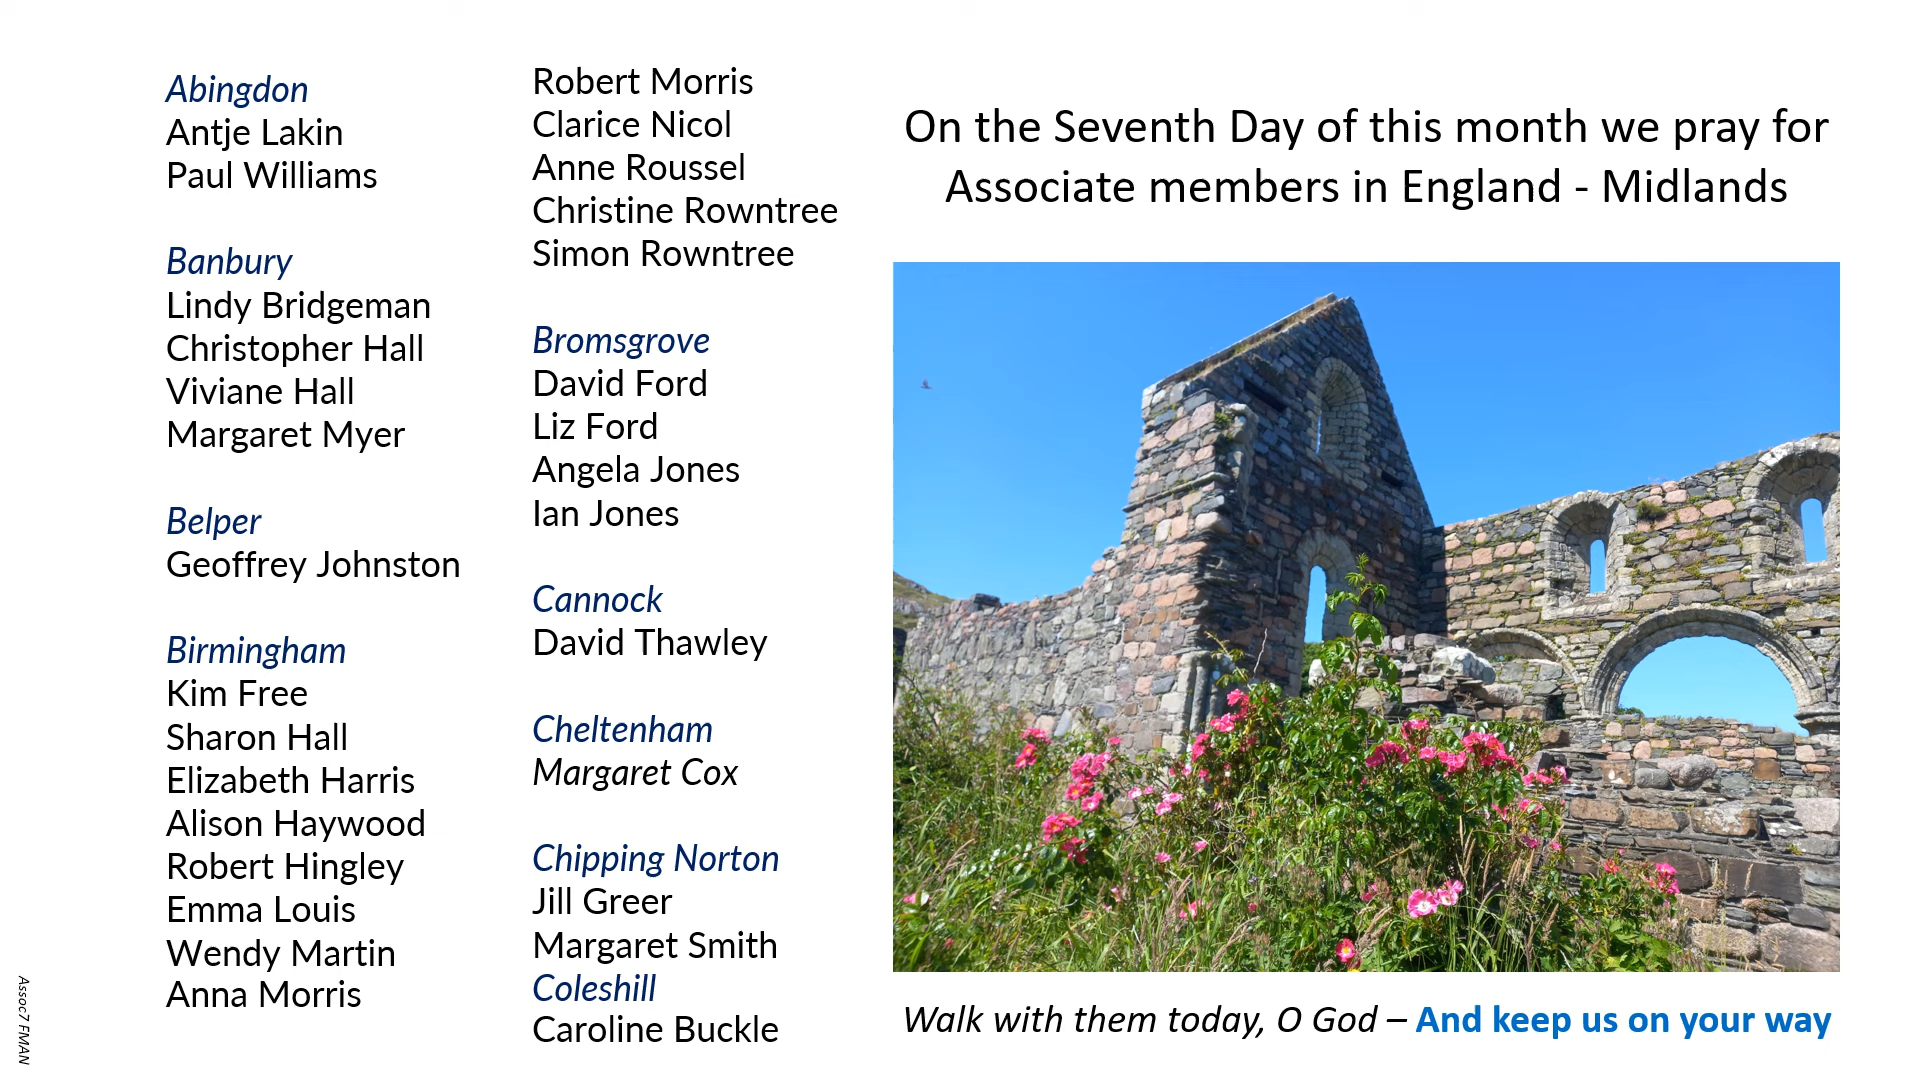 Abingdon
Antje Lakin
Paul Williams
Banbury
Lindy Bridgeman
Christopher Hall
Viviane Hall
Margaret Myer
Belper
Geoffrey Johnston
Birmingham
Kim Free
Sharon Hall
Elizabeth Harris
Alison Haywood
Robert Hingley
Emma Louis
Wendy Martin
Anna Morris
Robert Morris
Clarice Nicol
Anne Roussel
Christine Rowntree
Simon Rowntree
Bromsgrove
David Ford
Liz Ford
Angela Jones
Ian Jones
Cannock
David Thawley
Cheltenham
Margaret Cox
Chipping Norton
Jill Greer
Margaret Smith
Coleshill
Caroline Buckle
On the Seventh Day of this month we pray for
Associate members in England - Midlands
Walk with them today, O God – And keep us on your way
Assoc7 FMAN